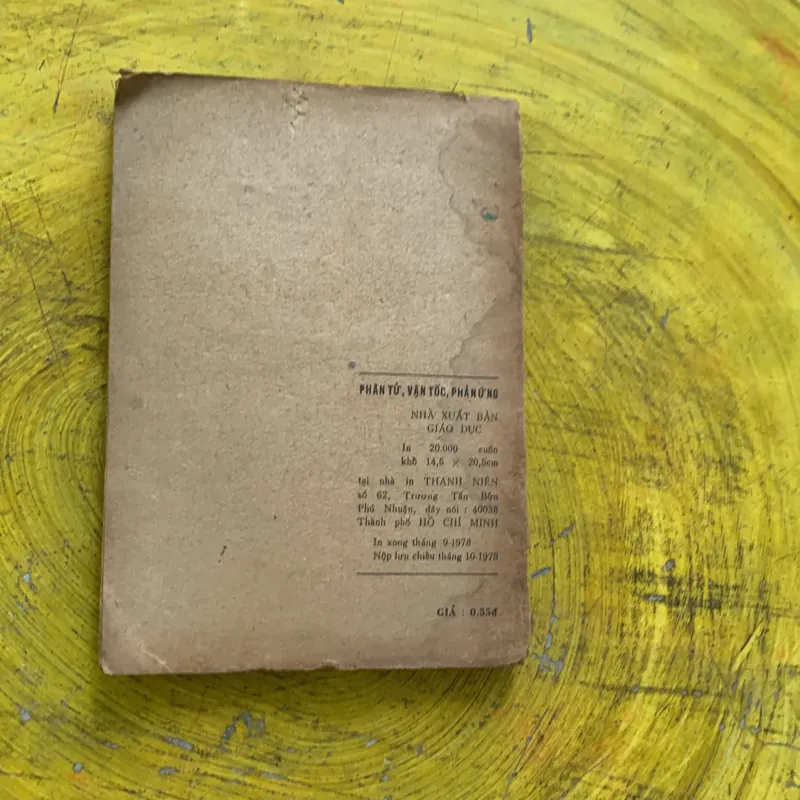 PHÂN TỬ, VẬN TỐC, PHẢN ỨNG
NHÀ XUẤT BẢN
GIÁO DỤC
In 20.000 cuốn
khổ 14,5 × 20,5cm
tại nhà in THANH NIÊN
số 62, Trương Tấn Bửu
Phú Nhuận, dây nói : 40038
Thành phố HỒ CHÍ MINH
In xong tháng 9-1978
Nộp lưu chiểu tháng 10-1978
GIÁ : 0,55đ